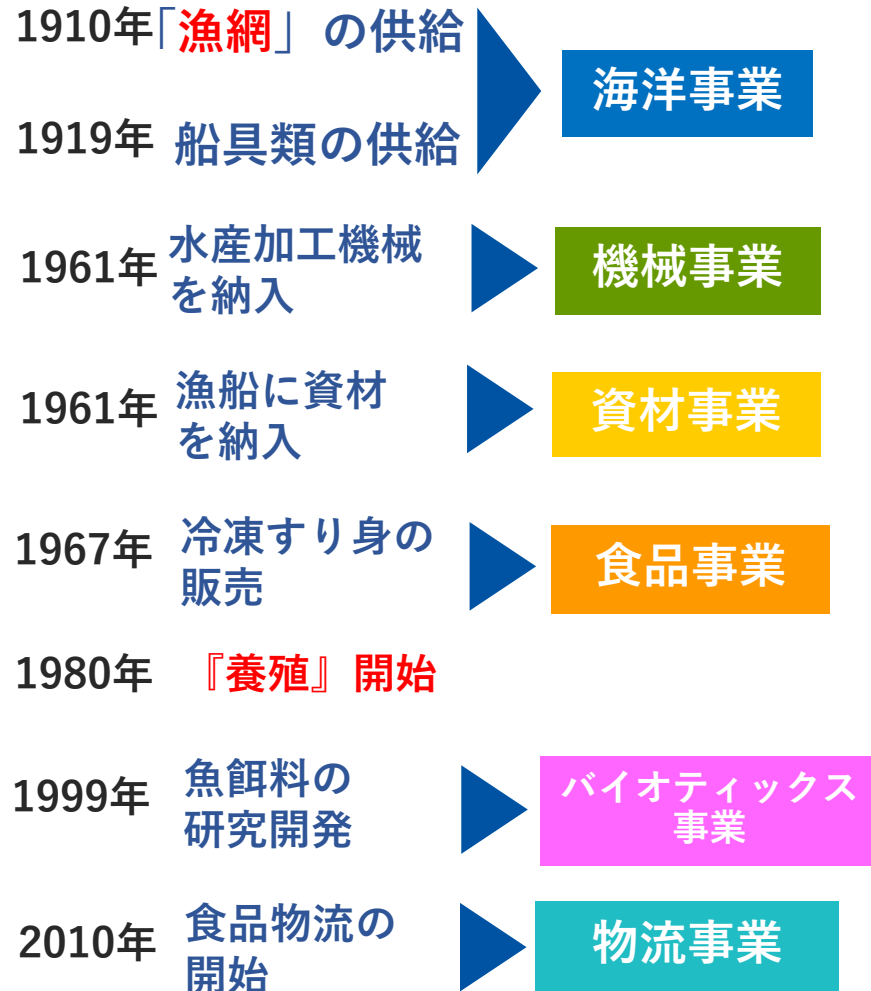 1910年「漁網」の供給
1919年 船具類の供給
海洋事業
1961年 水産加工機械
を納入
機械事業
1961年 漁船に資材
を納入
資材事業
1967年 冷凍すり身の
販売
食品事業
1980年 『養殖』開始
1999年 魚餌料の
研究開発
バイオティックス
事業
2010年 食品物流の
開始
物流事業